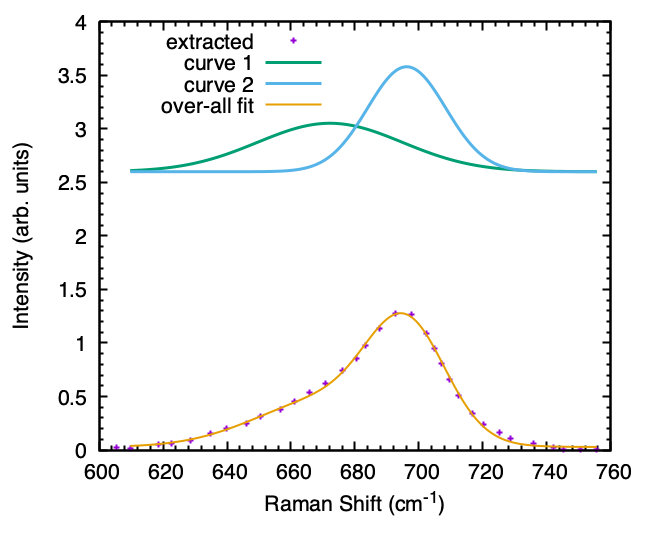 4
3.5
3
2.5
2
1.5
1
0.5
0
Intensity (arb. units)
extracted
curve 1
curve 2
over-all fit
600 620 640 660 680 700 720 740 760
Raman Shift (cm⁻¹)